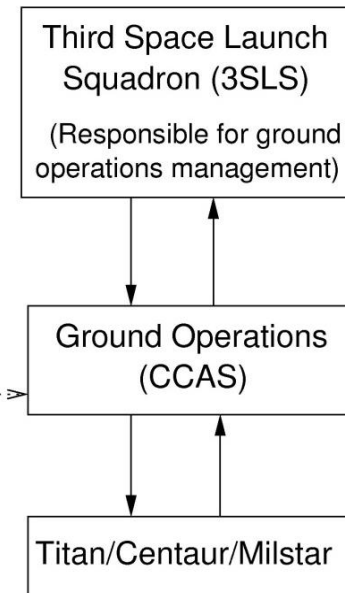 Third Space Launch
Squadron (3SLS)
(Responsible for ground
operations management)
Ground Operations
(CCAS)
Titan/Centaur/Milstar